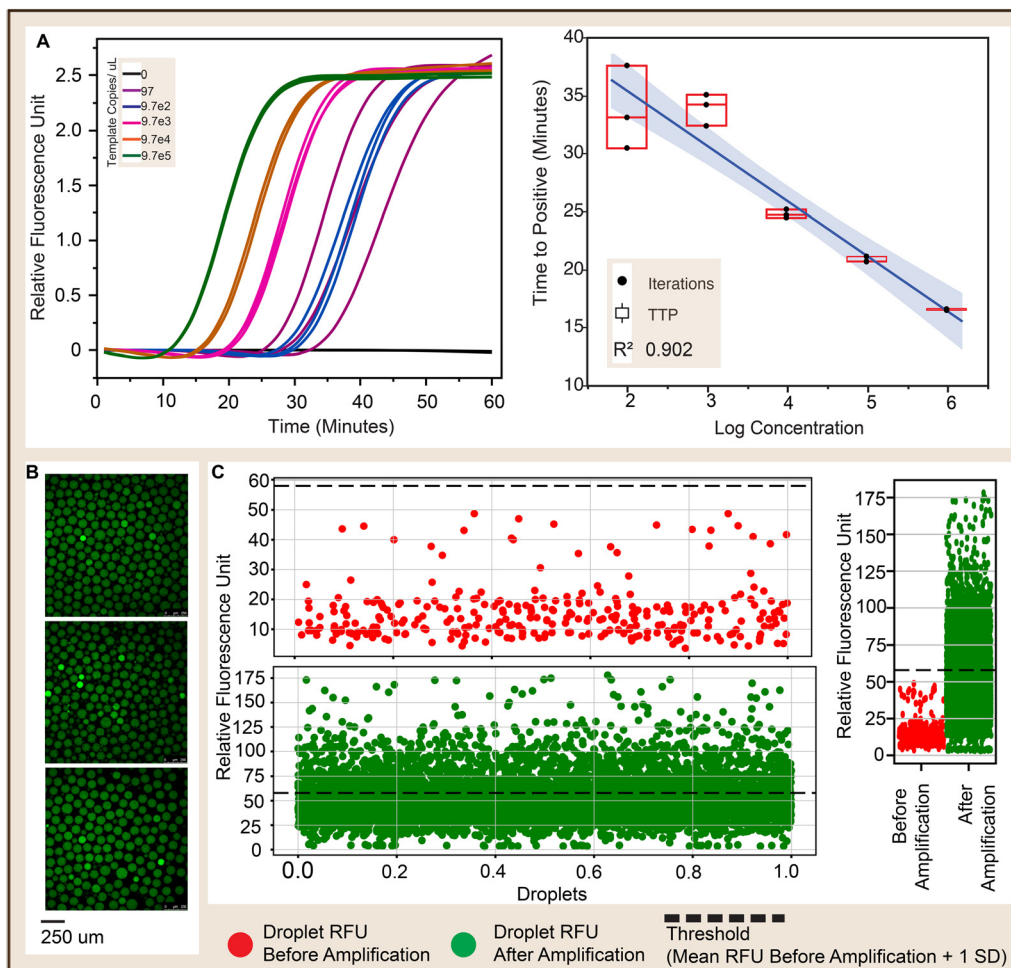 A
Relative Fluorescence Unit
2.5
2.0
1.5
1.0
0.5
0
0
10
20
30
40
50
60
Time (Minutes)
Template Copies/ uL
0
97
9.7e2
9.7e3
9.7e4
9.7e5
Time to Positive (Minutes)
40
35
30
25
20
15
10
2
3
4
5
6
Log Concentration
Iterations
TTP
R² 0.902
B
250 um
C
Relative Fluorescence Unit
60
50
40
30
20
10
175
150
125
100
75
50
25
0
0.0
0.2
0.4
0.6
0.8
1.0
Droplets
Relative Fluorescence Unit
175
150
125
100
75
50
25
0
Before
Amplification
After
Amplification
Droplet RFU
Before Amplification
Droplet RFU
After Amplification
Threshold
(Mean RFU Before Amplification + 1 SD)